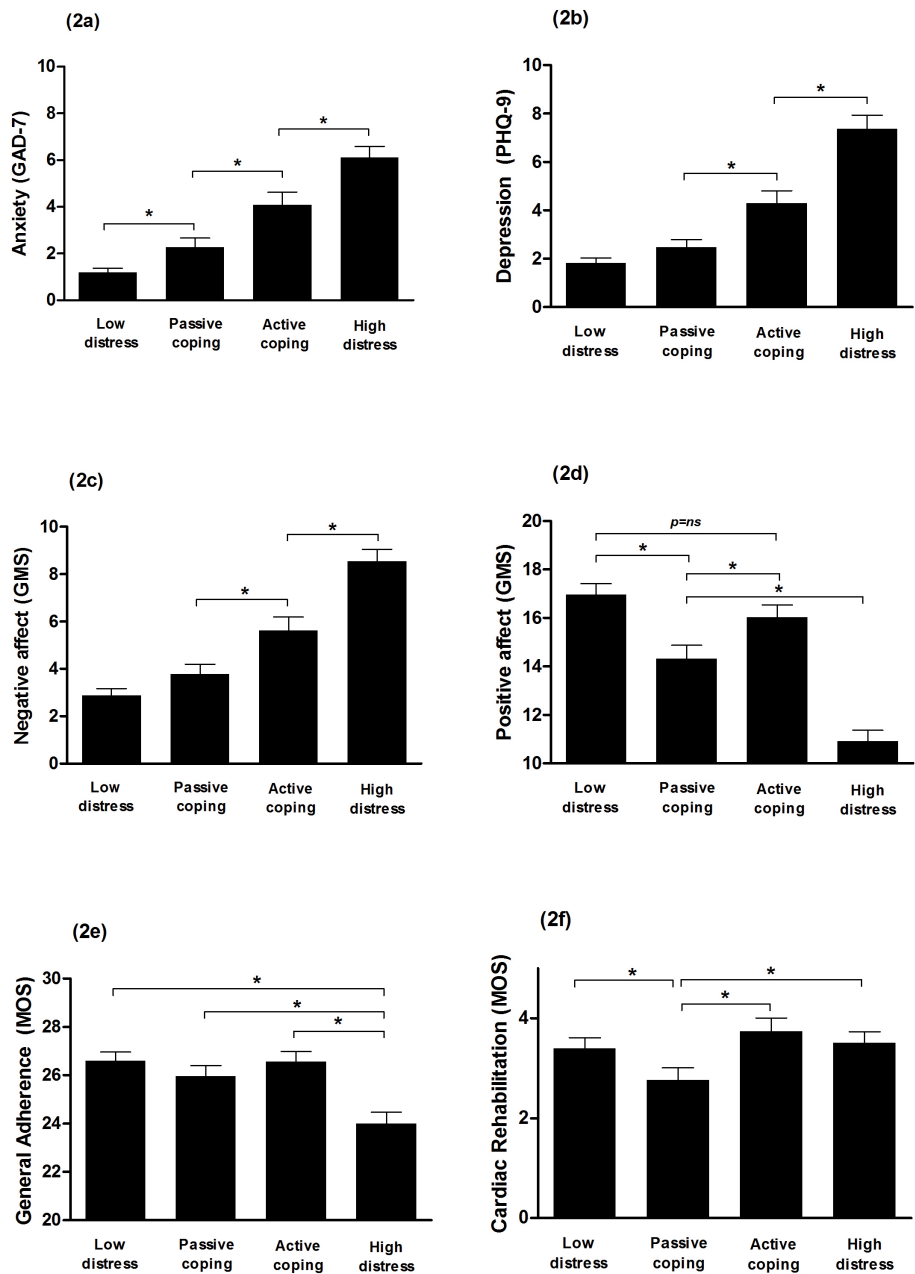 (2a)
Anxiety (GAD-7)
10
8
6
4
2
0
*
*
*
Low distress
Passive coping
Active coping
High distress
(2b)
Depression (PHQ-9)
10
8
6
4
2
0
*
*
Low distress
Passive coping
Active coping
High distress
(2c)
Negative affect (GMS)
10
8
6
4
2
0
*
*
Low distress
Passive coping
Active coping
High distress
(2d)
Positive affect (GMS)
20
18
16
14
12
10
p=ns
*
*
*
Low distress
Passive coping
Active coping
High distress
(2e)
General Adherence (MOS)
30
28
26
24
22
20
*
*
*
Low distress
Passive coping
Active coping
High distress
(2f)
Cardiac Rehabilitation (MOS)
4
2
0
*
*
*
Low distress
Passive coping
Active coping
High distress